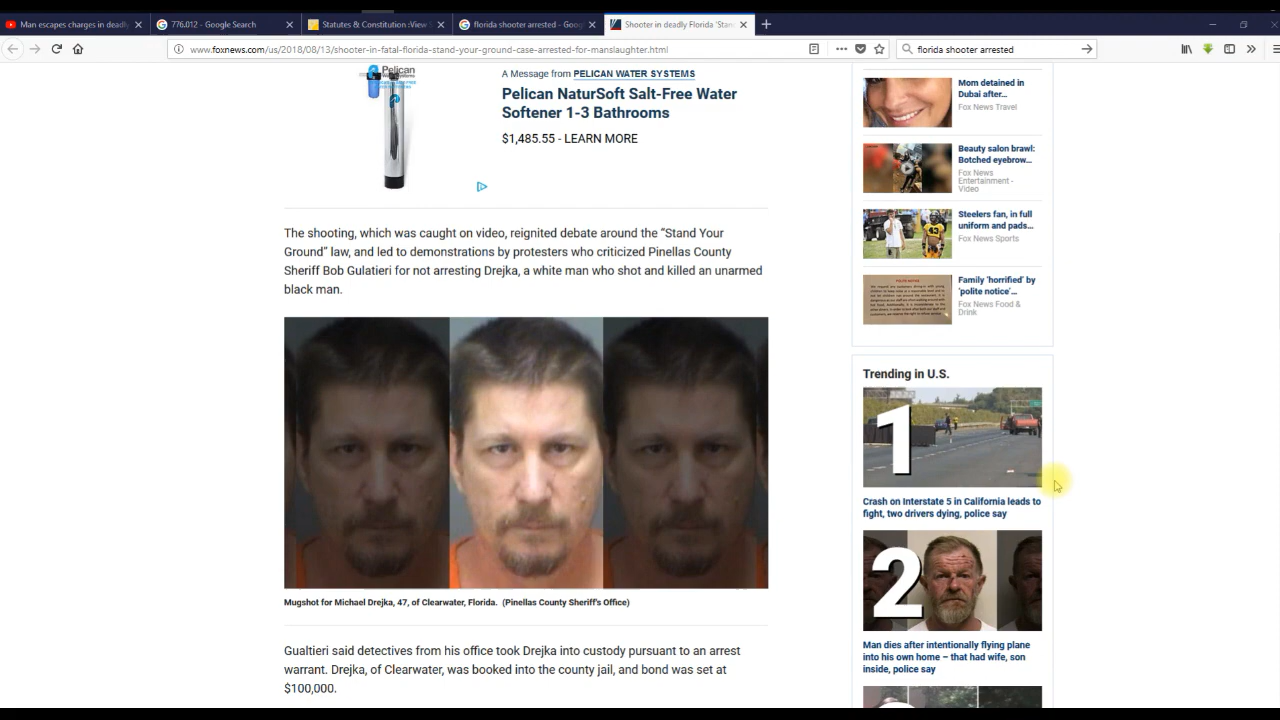 Man escapes charges in deadly
776.012 - Google Search
Statutes & Constitution :View S
florida shooter arrested - Goog
Shooter in deadly Florida 'Stan
www.foxnews.com/us/2018/08/13/shooter-in-fatal-florida-stand-your-ground-case-arrested-for-manslaughter.html
florida shooter arrested
Pelican
A Message from PELICAN WATER SYSTEMS
Pelican NaturSoft Salt-Free Water
Softener 1-3 Bathrooms
$1,485.55 - LEARN MORE
The shooting, which was caught on video, reignited debate around the “Stand Your
Ground” law, and led to demonstrations by protesters who criticized Pinellas County
Sheriff Bob Gulatieri for not arresting Drejka, a white man who shot and killed an unarmed
black man.
Mugshot for Michael Drejka, 47, of Clearwater, Florida. (Pinellas County Sheriff's Office)
Gualtieri said detectives from his office took Drejka into custody pursuant to an arrest
warrant. Drejka, of Clearwater, was booked into the county jail, and bond was set at
$100,000.
Mom detained in
Dubai after...
Fox News Travel
Beauty salon brawl:
Botched eyebrow...
Fox News
Entertainment -
Video
Steelers fan, in full
uniform and pads...
Fox News Sports
43
Family 'horrified' by
'polite notice'...
Fox News Food &
Drink
Trending in U.S.
1
Crash on Interstate 5 in California leads to
fight, two drivers dying, police say
2
Man dies after intentionally flying plane
into his own home – that had wife, son
inside, police say